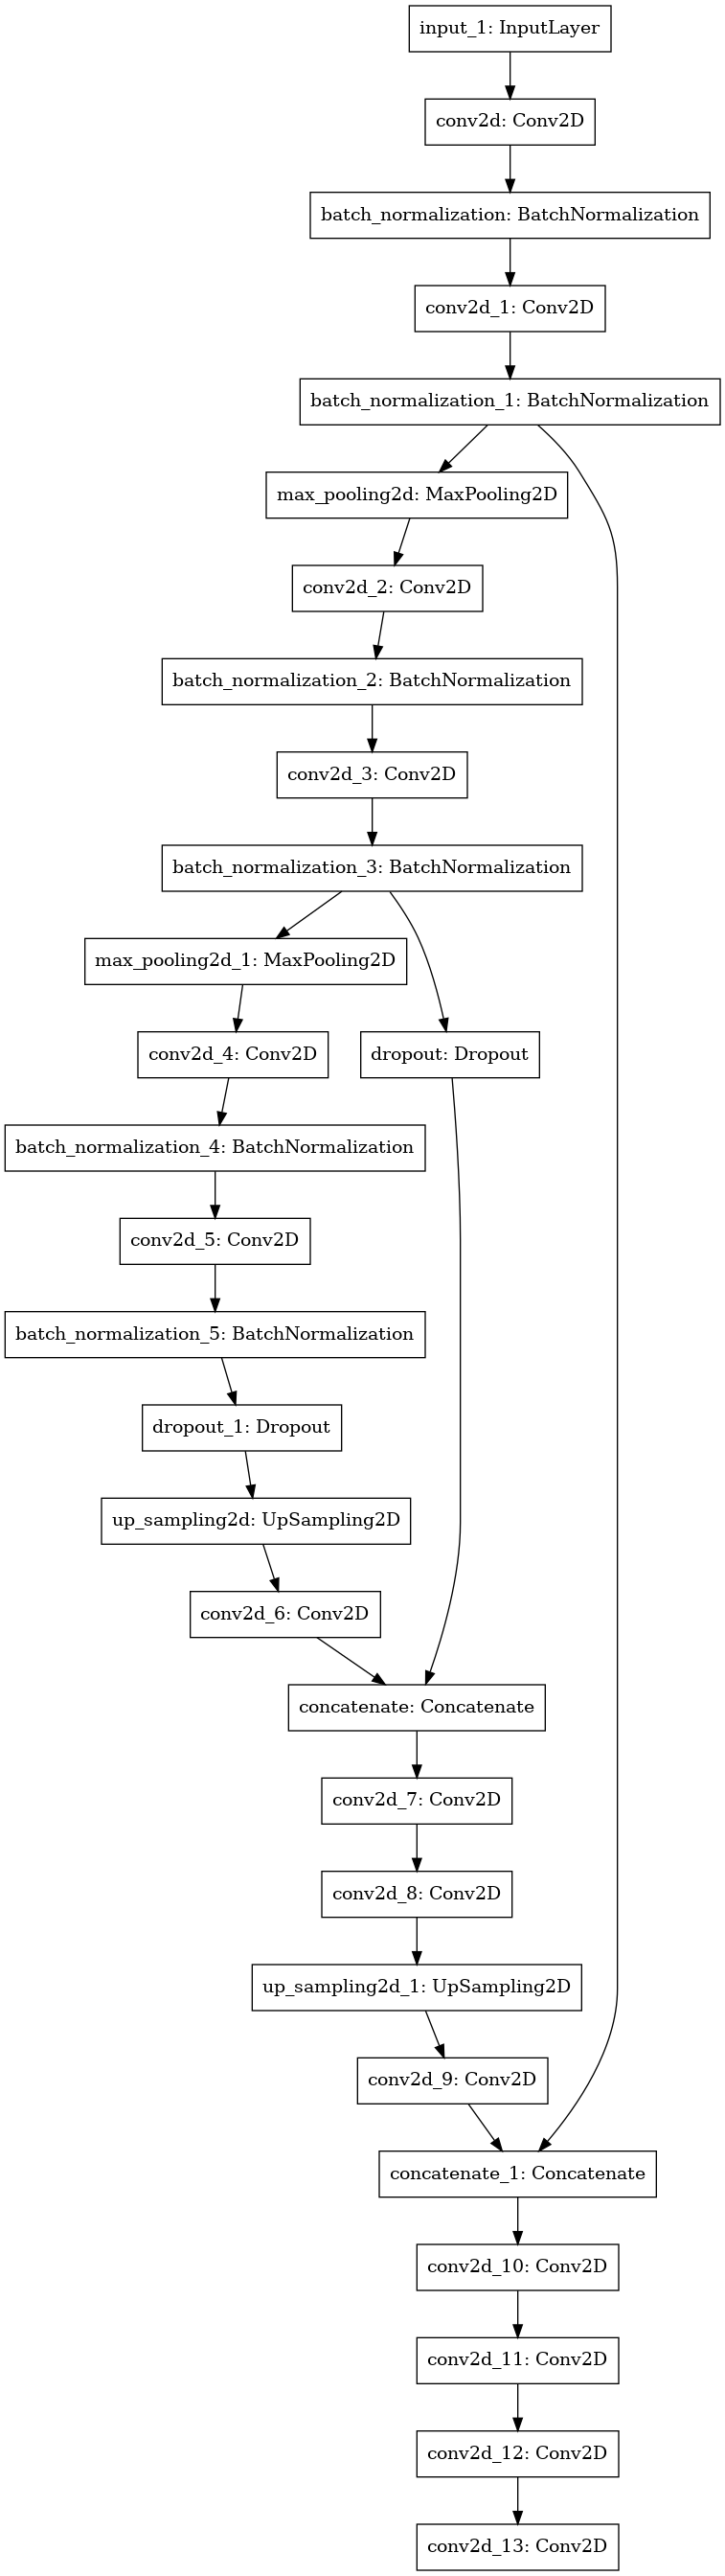 input_1: InputLayer
conv2d: Conv2D
batch_normalization: BatchNormalization
conv2d_1: Conv2D
batch_normalization_1: BatchNormalization
max_pooling2d: MaxPooling2D
conv2d_2: Conv2D
batch_normalization_2: BatchNormalization
conv2d_3: Conv2D
batch_normalization_3: BatchNormalization
max_pooling2d_1: MaxPooling2D
conv2d_4: Conv2D
dropout: Dropout
batch_normalization_4: BatchNormalization
conv2d_5: Conv2D
batch_normalization_5: BatchNormalization
dropout_1: Dropout
up_sampling2d: UpSampling2D
conv2d_6: Conv2D
concatenate: Concatenate
conv2d_7: Conv2D
conv2d_8: Conv2D
up_sampling2d_1: UpSampling2D
conv2d_9: Conv2D
concatenate_1: Concatenate
conv2d_10: Conv2D
conv2d_11: Conv2D
conv2d_12: Conv2D
conv2d_13: Conv2D